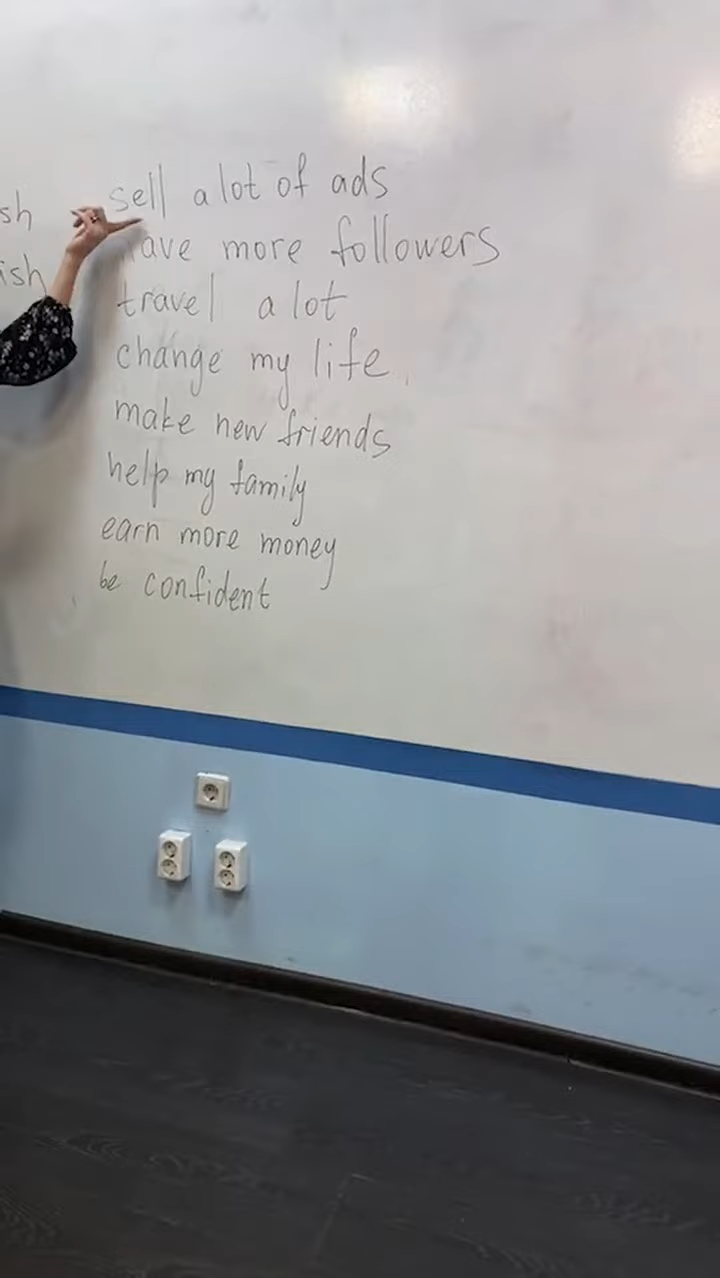 sh
ish
sell a lot of ads
ave more followers
travel a lot
change my life
make new friends
help my family
earn more money
be confident